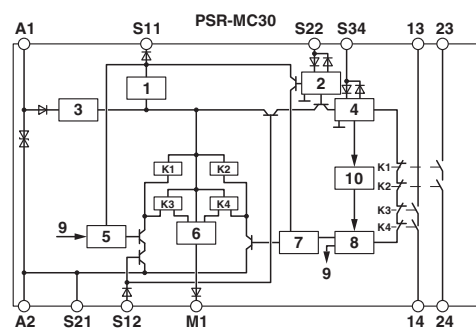 PSR-MC30
A1 S11 S22 S34 13 23
1 2
3 4
K1 K2 10 K1
K2
K3 K4 K3
9 5 6 7 8 K4
9
A2 S21 S12 M1 14 24